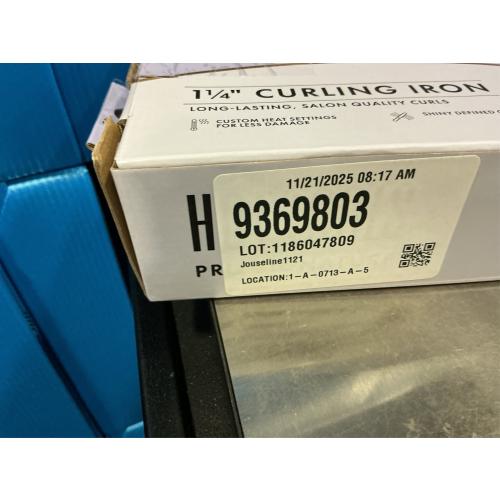 1¼" CURLING IRON
LONG-LASTING, SALON QUALITY CURLS
CUSTOM HEAT SETTINGS
FOR LESS DAMAGE
SHINY DEFINED
11/21/2025 08:17 AM
9369803
LOT:1186047809
Jouseline1121
LOCATION:1-A-0713-A-5
H
PR